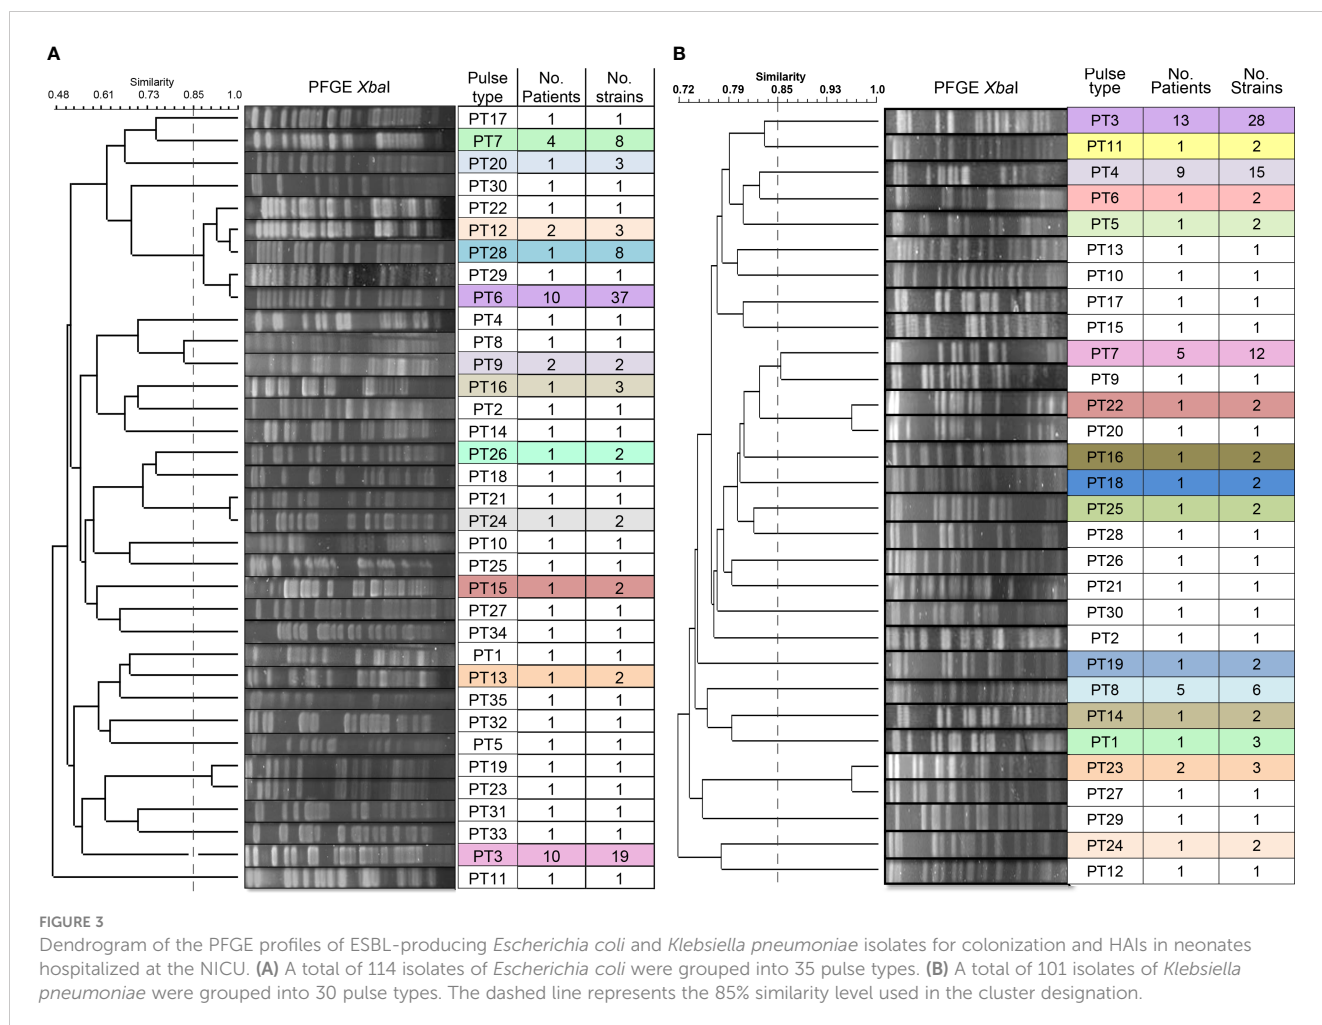 A
Similarity
0.48 0.61 0.73 0.85 1.0
PFGE XbaI
Pulse type No. Patients No. strains
PT17 1 1
PT7 4 8
PT20 1 3
PT30 1 1
PT22 1 1
PT12 2 3
PT28 1 8
PT29 1 1
PT6 10 37
PT4 1 1
PT8 1 1
PT9 2 2
PT16 1 3
PT2 1 1
PT14 1 1
PT26 1 2
PT18 1 1
PT21 1 1
PT24 1 2
PT10 1 1
PT25 1 1
PT15 1 2
PT27 1 1
PT34 1 1
PT1 1 1
PT13 1 2
PT35 1 1
PT32 1 1
PT5 1 1
PT19 1 1
PT23 1 1
PT31 1 1
PT33 1 1
PT3 10 19
PT11 1 1
B
Similarity
0.72 0.79 0.85 0.93 1.0
PFGE XbaI
Pulse type No. Patients No. Strains
PT3 13 28
PT11 1 2
PT4 9 15
PT6 1 2
PT5 1 2
PT13 1 1
PT10 1 1
PT17 1 1
PT15 1 1
PT7 5 12
PT9 1 1
PT22 1 2
PT20 1 1
PT16 1 2
PT18 1 2
PT25 1 2
PT28 1 1
PT26 1 1
PT21 1 1
PT30 1 1
PT2 1 1
PT19 1 2
PT8 5 6
PT14 1 2
PT1 1 3
PT23 2 3
PT27 1 1
PT29 1 1
PT24 1 2
PT12 1 1
FIGURE 3
Dendrogram of the PFGE profiles of ESBL-producing Escherichia coli and Klebsiella pneumoniae isolates for colonization and HAIs in neonates
hospitalized at the NICU. (A) A total of 114 isolates of Escherichia coli were grouped into 35 pulse types. (B) A total of 101 isolates of Klebsiella
pneumoniae were grouped into 30 pulse types. The dashed line represents the 85% similarity level used in the cluster designation.